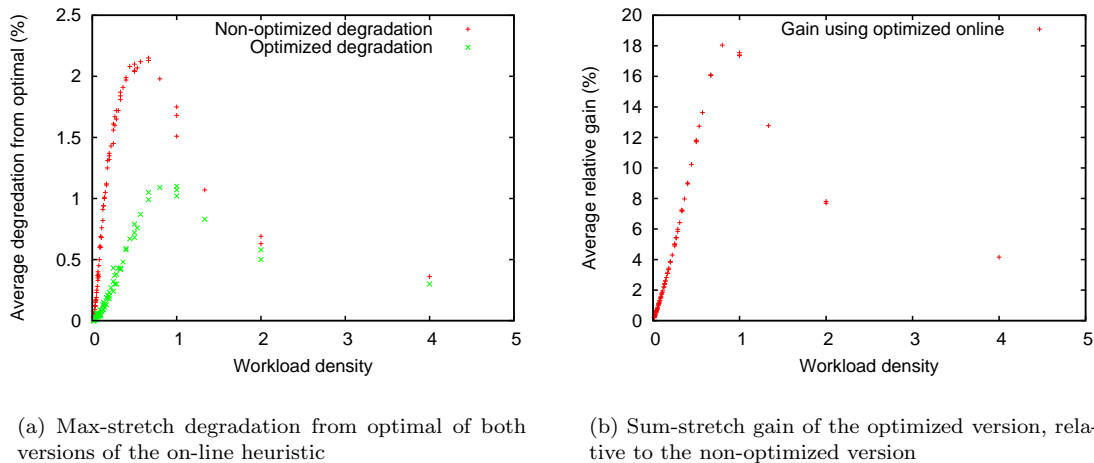 2.5
2
1.5
1
0.5
0
Average degredation from optimal (%)
Non-optimized degradation
Optimized degradation
0 1 2 3 4 5
Workload density
20
18
16
14
12
10
8
6
4
2
0
Average relative gain (%)
Gain using optimized online
0 1 2 3 4 5
Workload density
(a) Max-stretch degradation from optimal of both
versions of the on-line heuristic
(b) Sum-stretch gain of the optimized version, rela-
tive to the non-optimized version